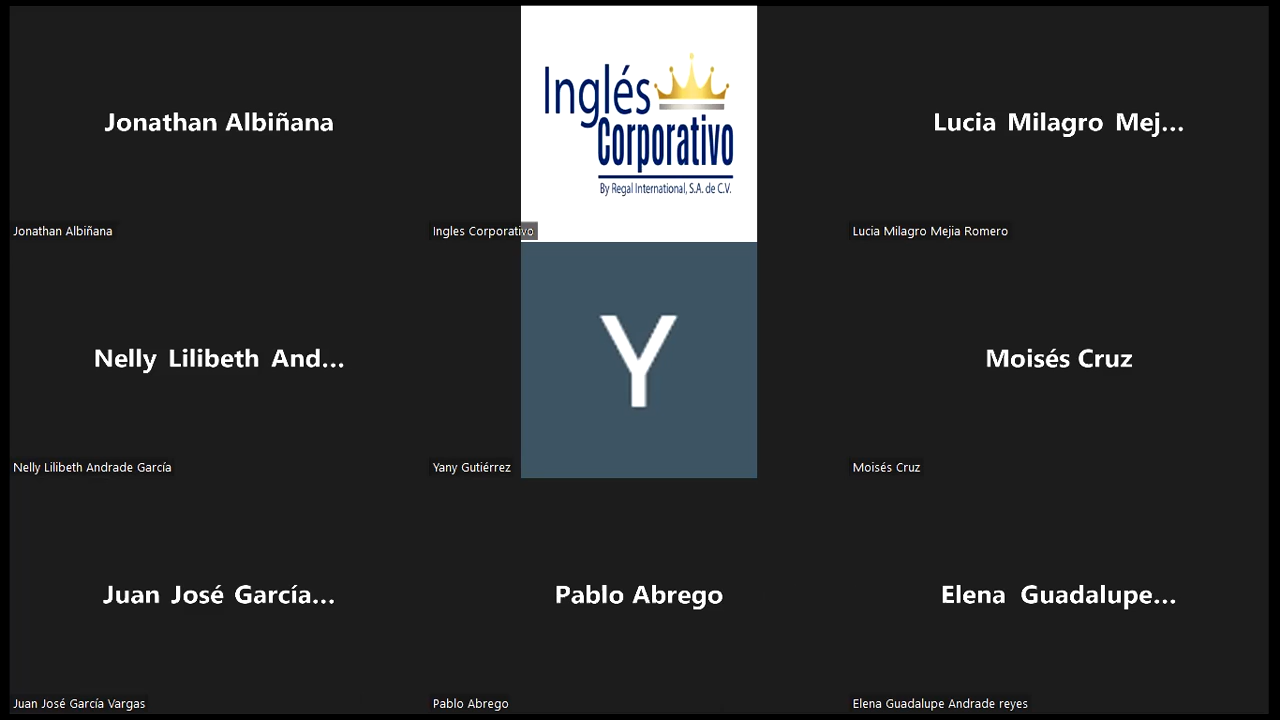 Jonathan Albiñana
Jonathan Albiñana
Inglés
Corporativo
By Regal International, S.A. de C.V.
Ingles Corporativo
Lucia Milagro Mej...
Lucia Milagro Mejia Romero
Nelly Lilibeth And...
Nelly Lilibeth Andrade García
Y
Yany Gutiérrez
Moisés Cruz
Moisés Cruz
Juan José García...
Juan José García Vargas
Pablo Abrego
Pablo Abrego
Elena Guadalupe...
Elena Guadalupe Andrade reyes